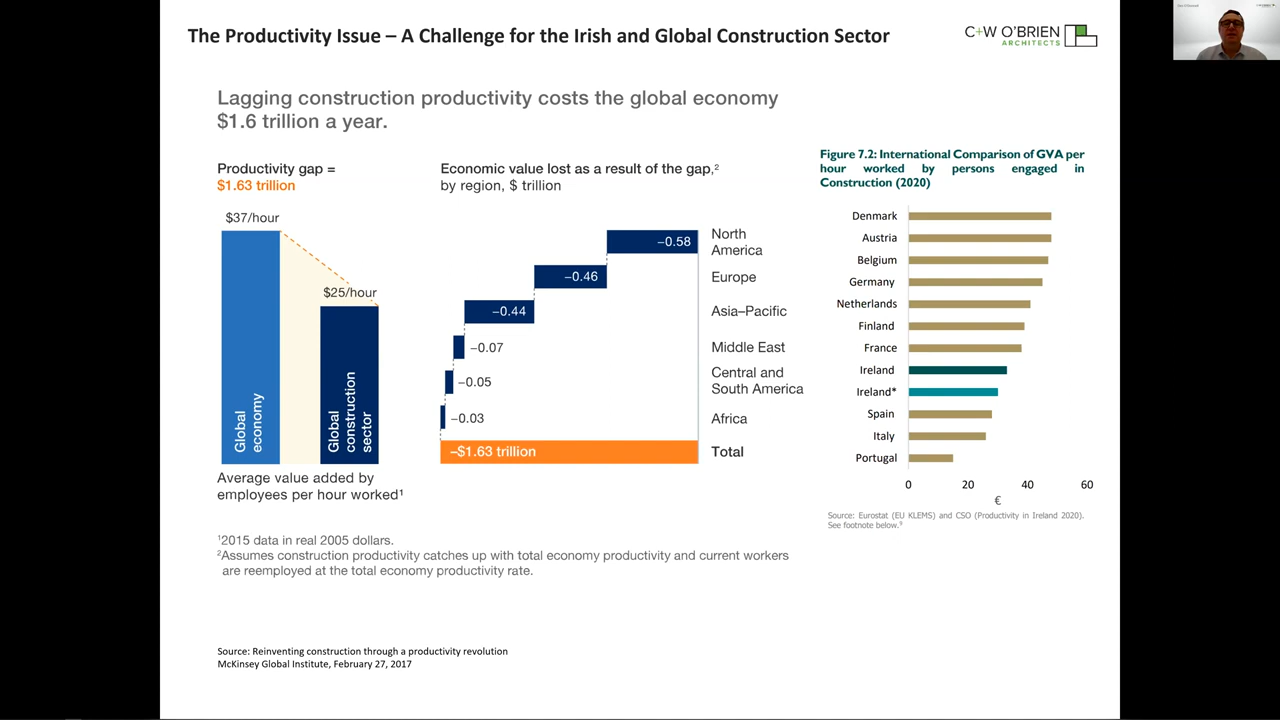 The Productivity Issue – A Challenge for the Irish and Global Construction Sector
C+W O'BRIEN
ARCHITECTS
Lagging construction productivity costs the global economy
$1.6 trillion a year.
Productivity gap =
$1.63 trillion
$37/hour
$25/hour
Global
economy
Global
construction
sector
Average value added by
employees per hour worked¹
Economic value lost as a result of the gap,²
by region, $ trillion
−0.58
North
America
−0.46
Europe
−0.44
Asia–Pacific
−0.07
Middle East
−0.05
Central and
South America
−0.03
Africa
−$1.63 trillion
Total
¹2015 data in real 2005 dollars.
²Assumes construction productivity catches up with total economy productivity and current workers
are reemployed at the total economy productivity rate.
Figure 7.2: International Comparison of GVA per
hour worked by persons engaged in
Construction (2020)
Denmark
Austria
Belgium
Germany
Netherlands
Finland
France
Ireland
Ireland*
Spain
Italy
Portugal
0 20 40 60
€
Source: Eurostat (EU KLEMS) and CSO (Productivity in Ireland 2020).
See footnote below.⁹
Source: Reinventing construction through a productivity revolution
McKinsey Global Institute, February 27, 2017